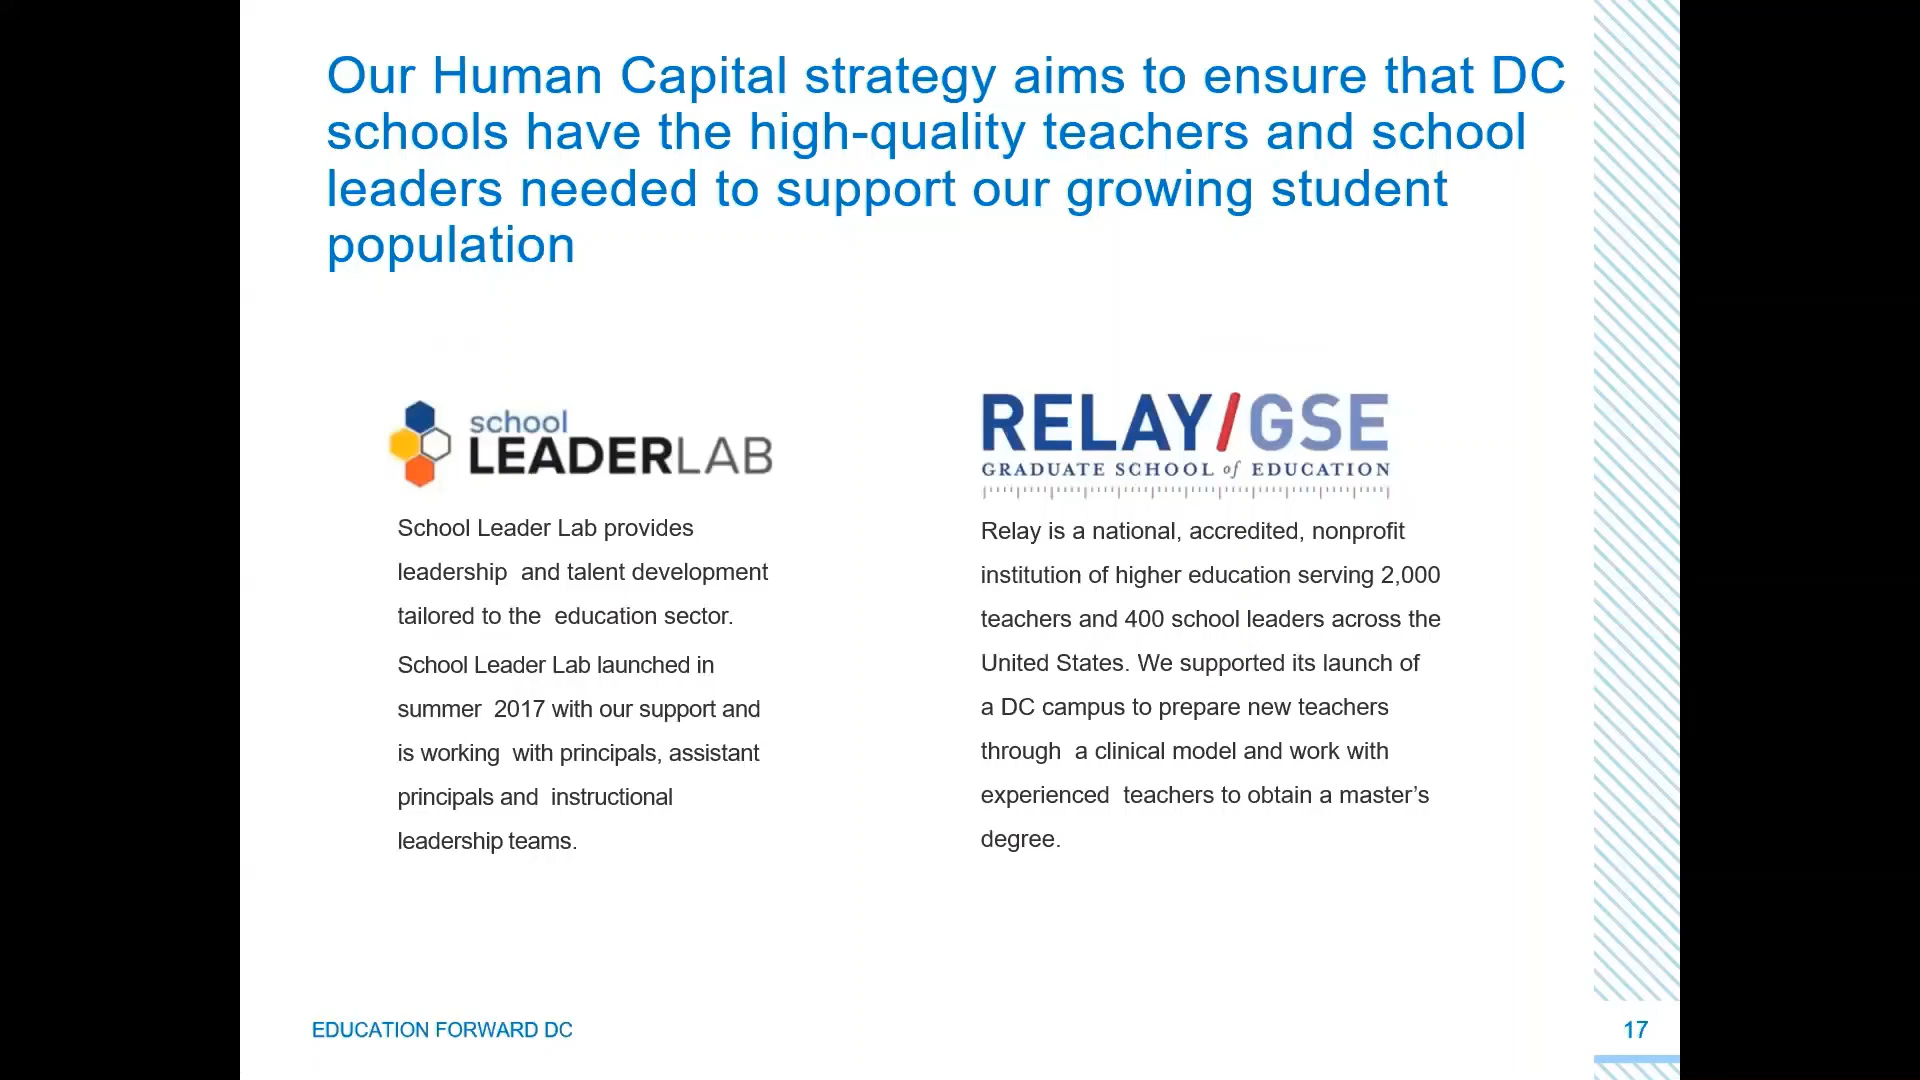 Our Human Capital strategy aims to ensure that DC
schools have the high-quality teachers and school
leaders needed to support our growing student
population
school
LEADERLAB
School Leader Lab provides
leadership and talent development
tailored to the education sector.
School Leader Lab launched in
summer 2017 with our support and
is working with principals, assistant
principals and instructional
leadership teams.
RELAY/GSE
GRADUATE SCHOOL of EDUCATION
Relay is a national, accredited, nonprofit
institution of higher education serving 2,000
teachers and 400 school leaders across the
United States. We supported its launch of
a DC campus to prepare new teachers
through a clinical model and work with
experienced teachers to obtain a master’s
degree.
EDUCATION FORWARD DC
17